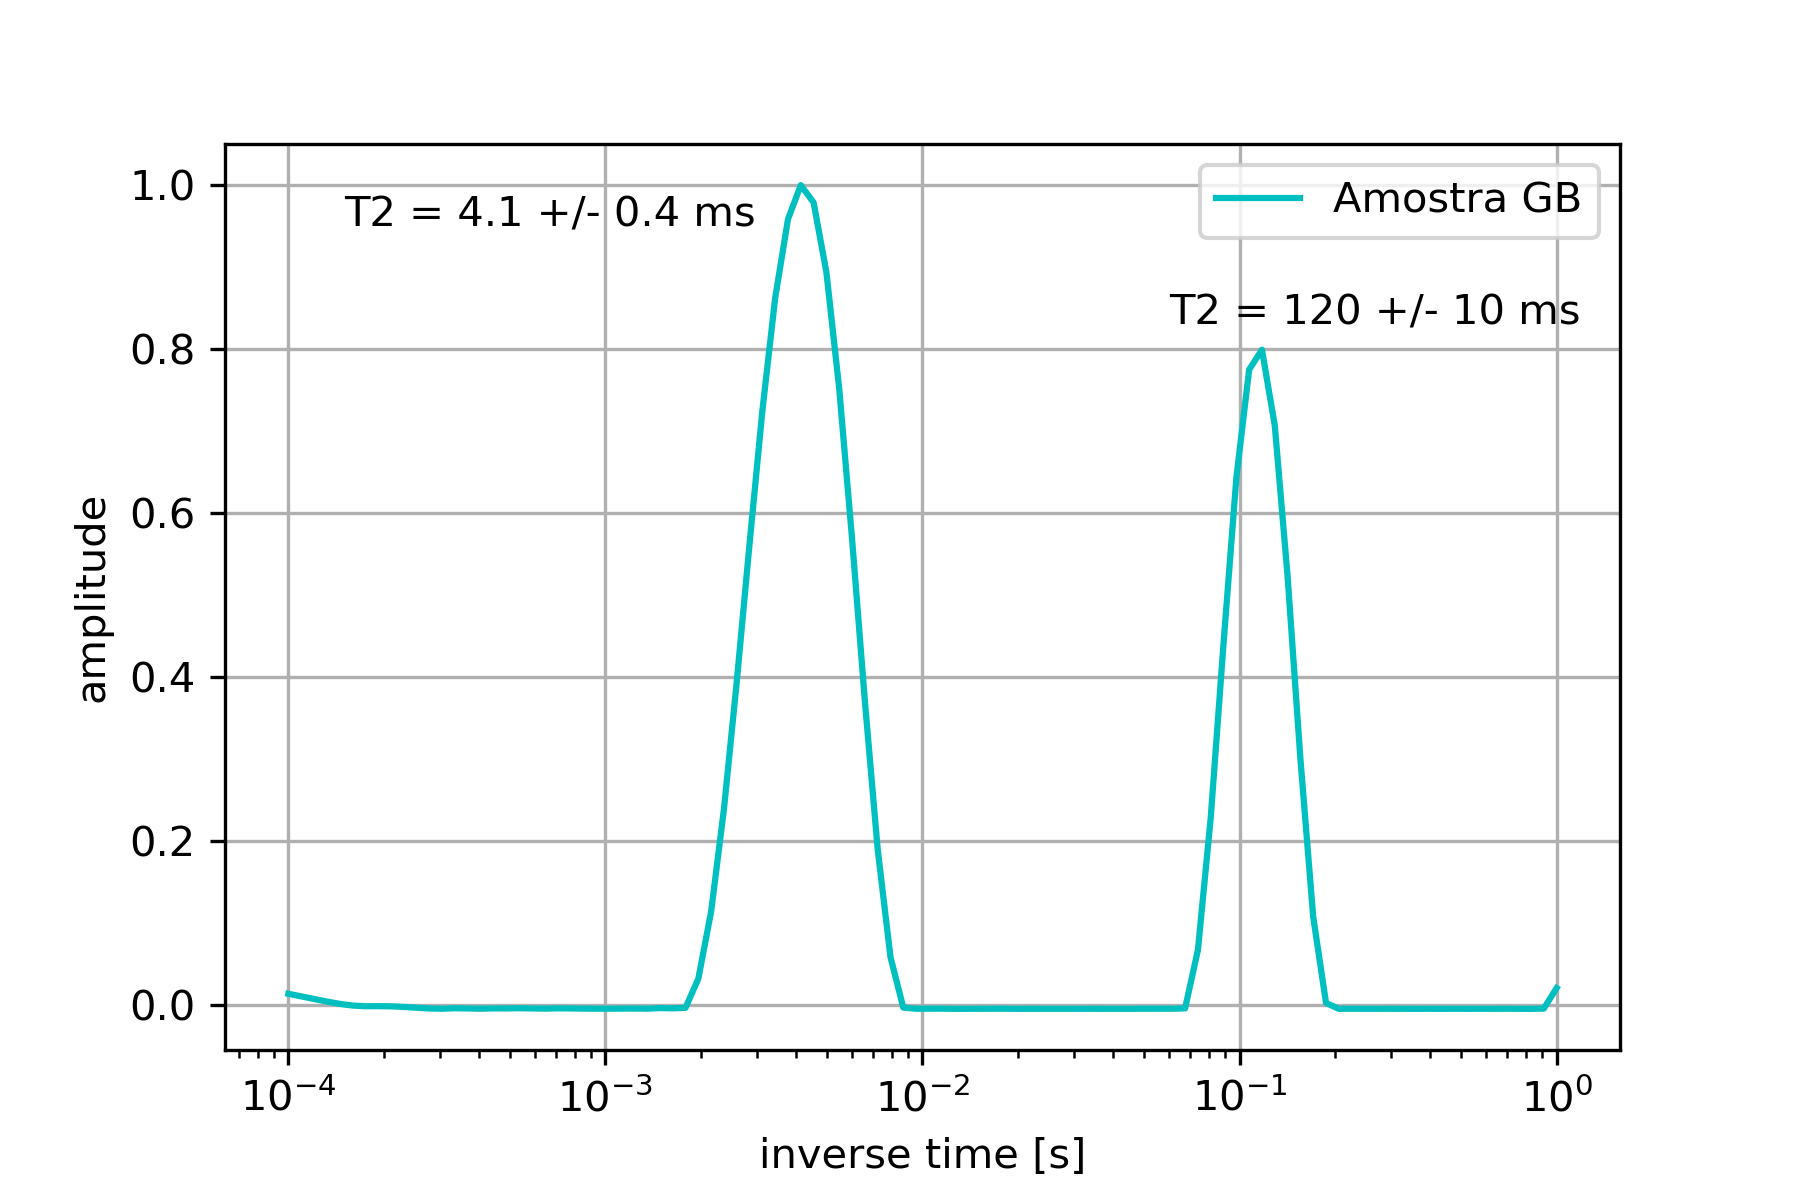 T2 = 4.1 +/- 0.4 ms
Amostra GB
T2 = 120 +/- 10 ms
amplitude
1.0
0.8
0.6
0.4
0.2
0.0
10⁻⁴ 10⁻³ 10⁻² 10⁻¹ 10⁰
inverse time [s]